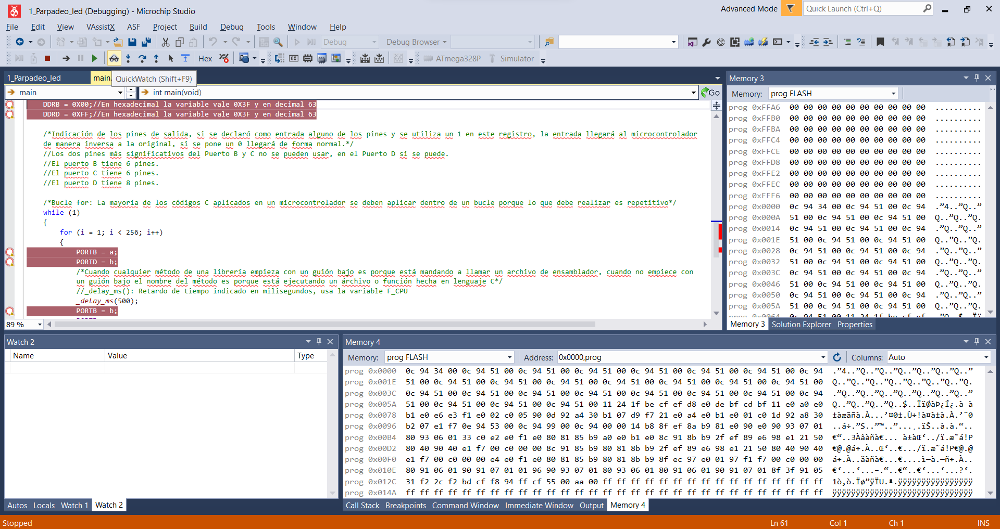 1_Parpadeo_led (Debugging) - Microchip Studio
Advanced Mode
Quick Launch (Ctrl+Q)
File Edit View VAssistX ASF Project Build Debug Tools Window Help
Debug Debug Browser
Hex ATmega328P Simulator
1_Parpadeo_led main.
QuickWatch (Shift+F9)
main int main(void) Go
DDRB = 0X00;//En hexadecimal la variable vale 0X3F y en decimal 63
DDRD = 0XFF;//En hexadecimal la variable vale 0X3F y en decimal 63
/*Indicación de los pines de salida, si se declaró como entrada alguno de los pines y se utiliza un 1 en este registro, la entrada llegará al microcontrolador
de manera inversa a la original, si se pone un 0 llegará de forma normal.*/
//Los dos pines más significativos del Puerto B y C no se pueden usar, en el Puerto D si se puede.
//El puerto B tiene 6 pines.
//El puerto C tiene 6 pines.
//El puerto D tiene 8 pines.
/*Bucle for: La mayoría de los códigos C aplicados en un microcontrolador se deben aplicar dentro de un bucle porque lo que debe realizar es repetitivo*/
while (1)
{
for (i = 1; i < 256; i++)
{
PORTB = a;
PORTD = b;
/*Cuando cualquier método de una librería empieza con un guión bajo es porque está mandando a llamar un archivo de ensamblador, cuando no empiece con
un guión bajo el nombre del método es porque está ejecutando un árchivo o función hecha en lenguaje C*/
//_delay_ms(): Retardo de tiempo indicado en milisegundos, usa la variable F_CPU
_delay_ms(500);
PORTB = b;
89 %
Memory 3
Memory: prog FLASH
prog 0xFFA6 00 00 00 00 00 00 00 00 00 00 ..........
prog 0xFFB0 00 00 00 00 00 00 00 00 00 00 ..........
prog 0xFFBA 00 00 00 00 00 00 00 00 00 00 ..........
prog 0xFFC4 00 00 00 00 00 00 00 00 00 00 ..........
prog 0xFFCE 00 00 00 00 00 00 00 00 00 00 ..........
prog 0xFFD8 00 00 00 00 00 00 00 00 00 00 ..........
prog 0xFFE2 00 00 00 00 00 00 00 00 00 00 ..........
prog 0xFFEC 00 00 00 00 00 00 00 00 00 00 ..........
prog 0xFFF6 00 00 00 00 00 00 00 00 00 00 ..........
prog 0x0000 0c 94 34 00 0c 94 51 00 0c 94 .”4..”Q..”
prog 0x000A 51 00 0c 94 51 00 0c 94 51 00 Q..”Q..”Q.
prog 0x0014 0c 94 51 00 0c 94 51 00 0c 94 .”Q..”Q..”
prog 0x001E 51 00 0c 94 51 00 0c 94 51 00 Q..”Q..”Q.
prog 0x0028 0c 94 51 00 0c 94 51 00 0c 94 .”Q..”Q..”
prog 0x0032 51 00 0c 94 51 00 0c 94 51 00 Q..”Q..”Q.
prog 0x003C 0c 94 51 00 0c 94 51 00 0c 94 .”Q..”Q..”
prog 0x0046 51 00 0c 94 51 00 0c 94 51 00 Q..”Q..”Q.
prog 0x0050 0c 94 51 00 0c 94 51 00 0c 94 .”Q..”Q..”
prog 0x005A 51 00 0c 94 51 00 0c 94 51 00 Q..”Q..”Q.
prog 0x0064 0c 94 51 00 11 24 1f be cf ef
Memory 3 Solution Explorer Properties
Watch 2
Name Value Type
Autos Locals Watch 1 Watch 2
Memory 4
Memory: prog FLASH Address: 0x0000,prog Columns: Auto
prog 0x0000 0c 94 34 00 0c 94 51 00 0c 94 51 00 0c 94 51 00 0c 94 51 00 0c 94 51 00 0c 94 51 00 0c 94 .”4..”Q..”Q..”Q..”Q..”Q..”Q..”
prog 0x001E 51 00 0c 94 51 00 0c 94 51 00 0c 94 51 00 0c 94 51 00 0c 94 51 00 0c 94 51 00 0c 94 51 00 Q..”Q..”Q..”Q..”Q..”Q..”Q..”Q.
prog 0x003C 0c 94 51 00 0c 94 51 00 0c 94 51 00 0c 94 51 00 0c 94 51 00 0c 94 51 00 0c 94 51 00 0c 94 .”Q..”Q..”Q..”Q..”Q..”Q..”Q..”
prog 0x005A 51 00 0c 94 51 00 0c 94 51 00 0c 94 51 00 11 24 1f be cf ef d8 e0 de bf cd bf 11 e0 a0 e0
prog 0x0078 b1 e0 e6 e3 f1 e0 02 c0 05 90 0d 92 a4 30 b1 07 d9 f7 21 e0 a4 e0 b1 e0 01 c0 1d 92 a8 30
prog 0x0096 b2 07 e1 f7 0e 94 53 00 0c 94 99 00 0c 94 00 00 14 b8 8f ef 8a b9 81 e0 90 e0 90 93 07 01
prog 0x00B4 80 93 06 01 33 c0 e2 e0 f1 e0 80 81 85 b9 a0 e0 b1 e0 8c 91 8b b9 2f ef 89 e6 98 e1 21 50
prog 0x00D2 80 40 90 40 e1 f7 00 c0 00 00 8c 91 85 b9 80 81 8b b9 2f ef 89 e6 98 e1 21 50 80 40 90 40
prog 0x00F0 e1 f7 00 c0 00 00 e4 e0 f1 e0 80 81 85 b9 80 81 8b b9 8f ec 97 e0 01 97 f1 f7 00 c0 00 00
prog 0x010E 80 91 06 01 90 91 07 01 01 96 90 93 07 01 80 93 06 01 80 91 06 01 90 91 07 01 8f 3f 91 05
prog 0x012C 31 f2 2c f2 bd cf f8 94 ff cf 55 00 aa 00 ff ff ff ff ff ff ff ff ff ff ff ff ff ff ff ff
prog 0x014A ff ff ff ff ff ff ff ff ff ff ff ff ff ff ff ff ff ff ff ff ff ff ff ff ff ff ff ff ff ff ÿÿÿÿÿÿÿÿÿÿÿÿÿÿÿÿÿÿÿÿÿÿÿÿÿÿÿÿÿÿ
Call Stack Breakpoints Command Window Immediate Window Output Memory 4
Stopped Ln 61 Col 1 Ch 1 INS